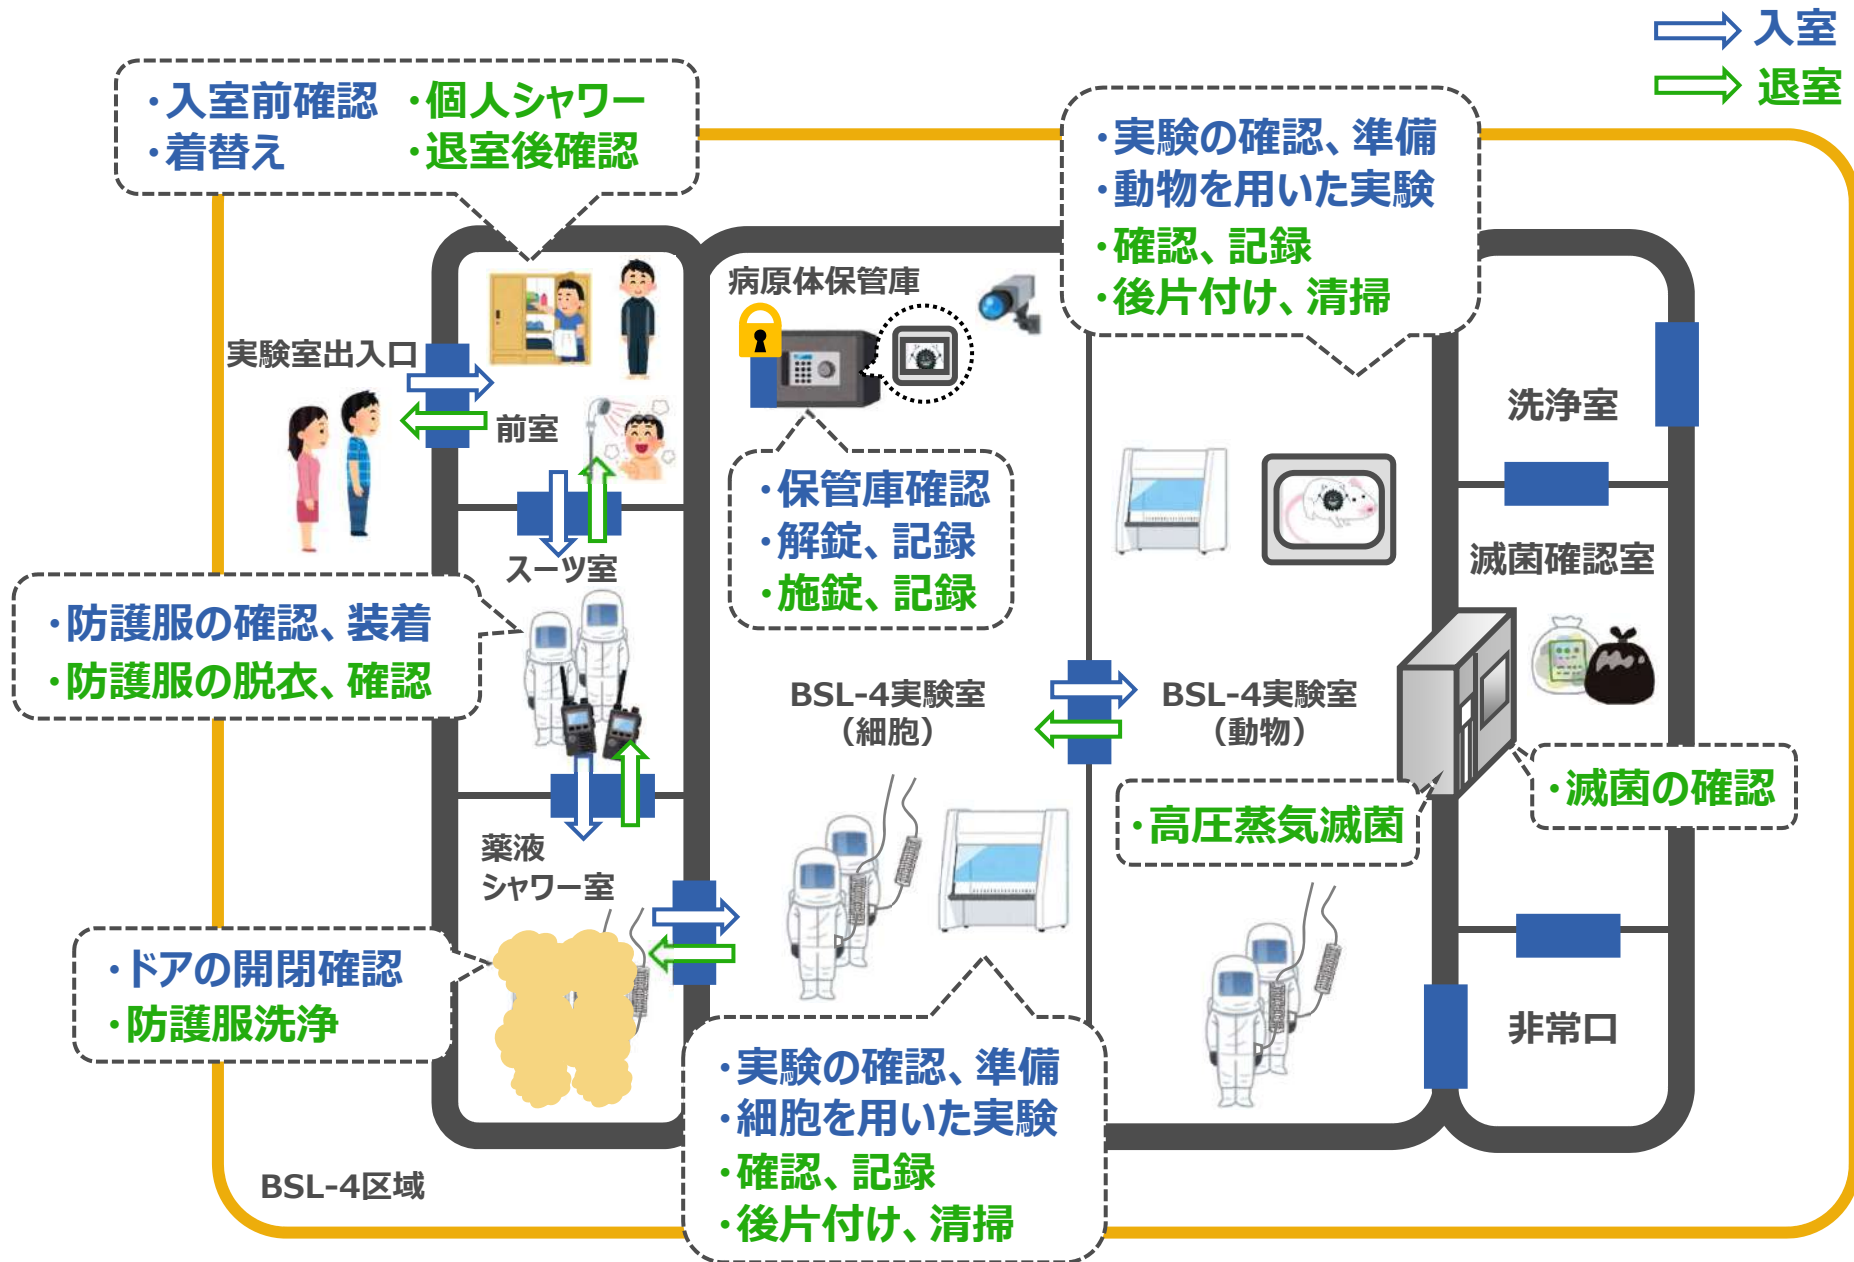 入室
退室
・入室前確認 ・個人シャワー
・着替え ・退室後確認
・実験の確認、準備
・動物を用いた実験
・確認、記録
・後片付け、清掃
病原体保管庫
実験室出入口
前室
洗浄室
・保管庫確認
・解錠、記録
・施錠、記録
スーツ室
滅菌確認室
・防護服の確認、装着
・防護服の脱衣、確認
BSL-4実験室
（細胞）
BSL-4実験室
（動物）
・滅菌の確認
・高圧蒸気滅菌
薬液
シャワー室
・ドアの開閉確認
・防護服洗浄
非常口
・実験の確認、準備
・細胞を用いた実験
・確認、記録
・後片付け、清掃
BSL-4区域